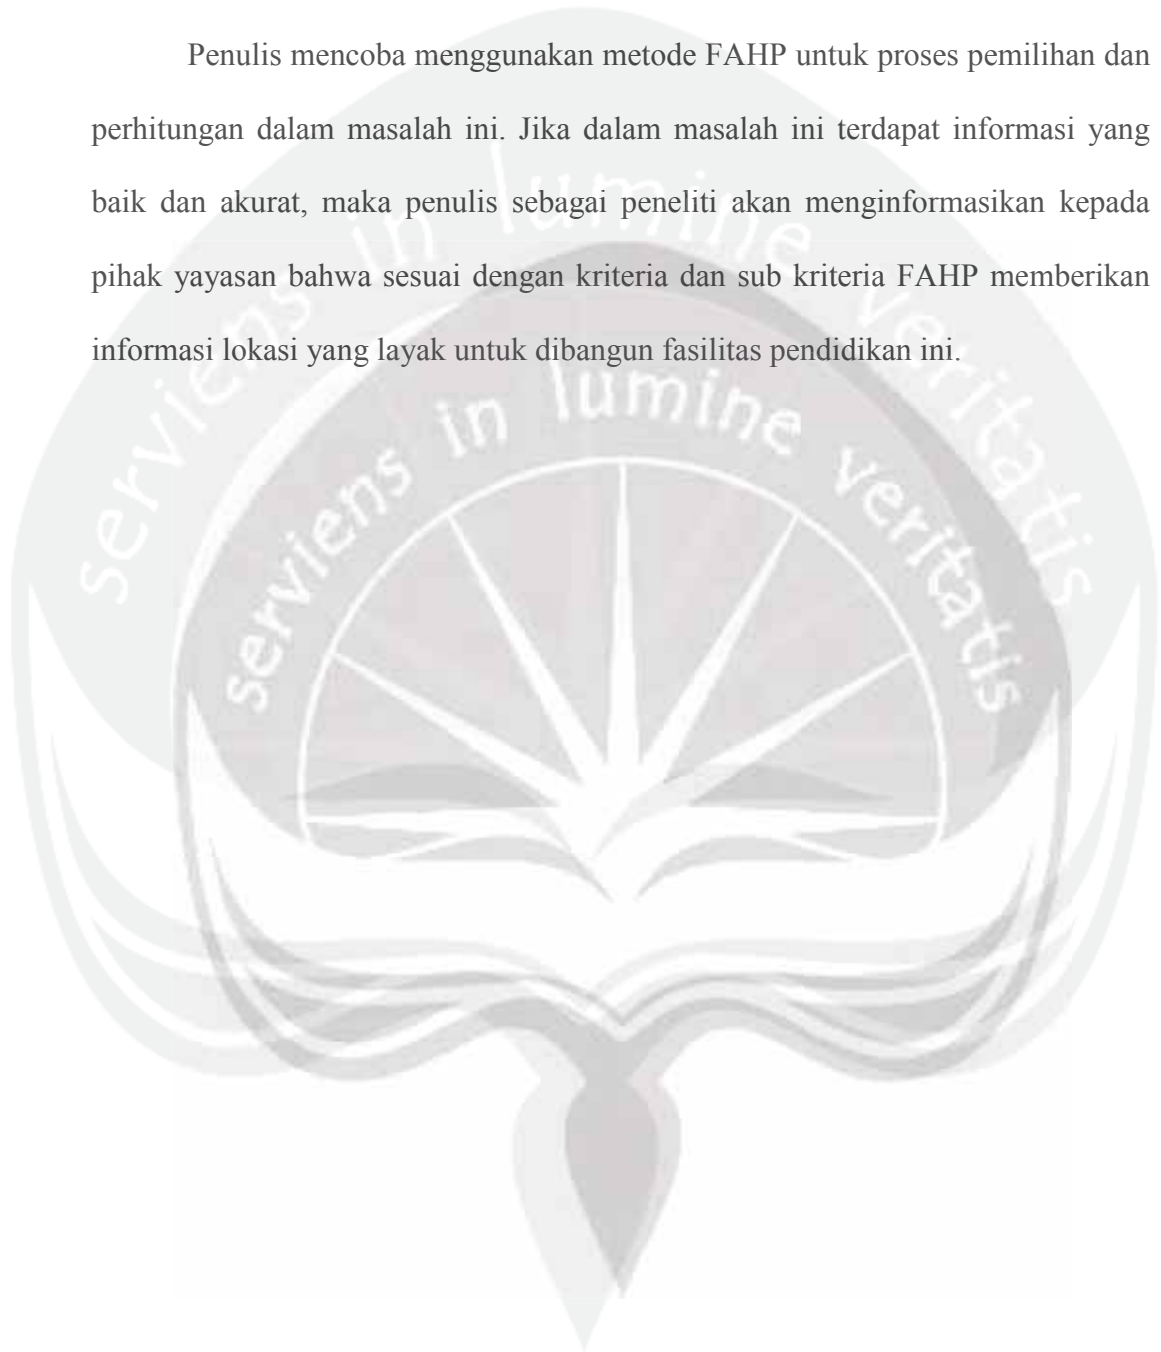 Penulis mencoba menggunakan metode FAHP untuk proses pemilihan dan
perhitungan dalam masalah ini. Jika dalam masalah ini terdapat informasi yang
baik dan akurat, maka penulis sebagai peneliti akan menginformasikan kepada
pihak yayasan bahwa sesuai dengan kriteria dan sub kriteria FAHP memberikan
informasi lokasi yang layak untuk dibangun fasilitas pendidikan ini.
serviens in lumine veritatis
serviens in lumine veritatis